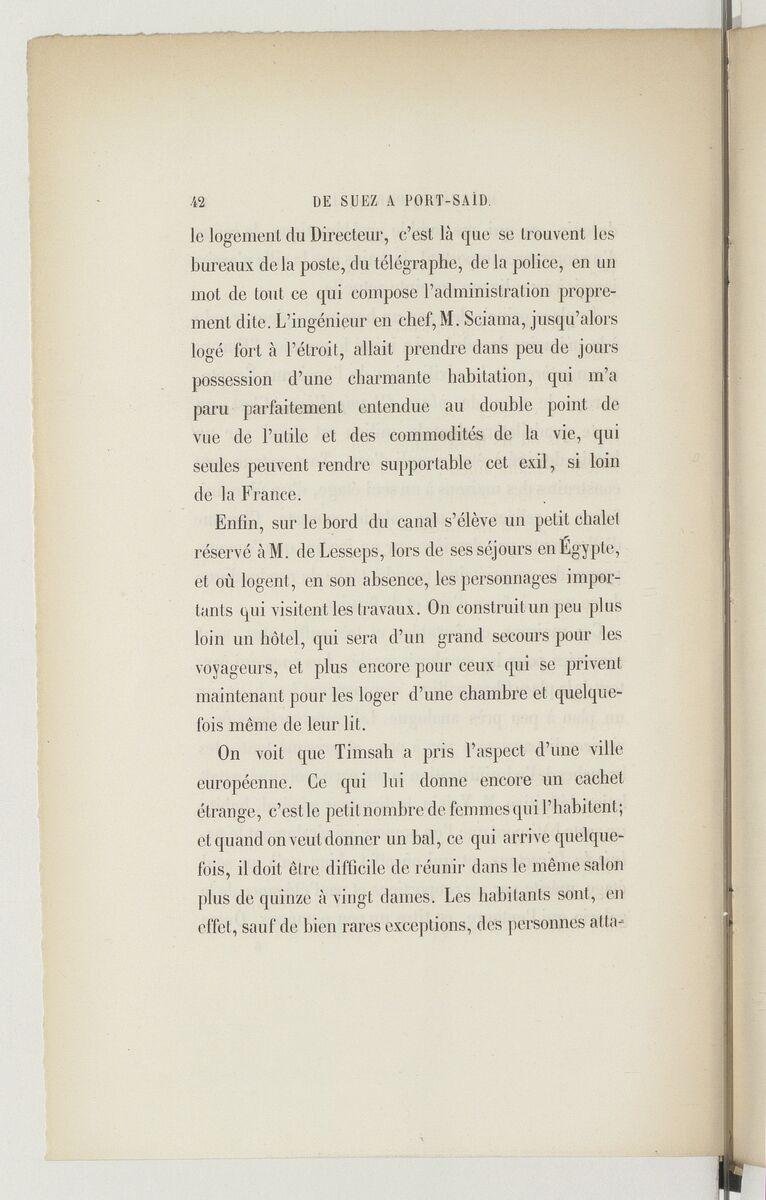 42 DE SUEZ A PORT-SAÏD.
le logement du Directeur, c’est là que se trouvent les
bureaux de la poste, du télégraphe, de la police, en un
mot de tout ce qui compose l’administration propre-
ment dite. L’ingénieur en chef, M. Sciama, jusqu’alors
logé fort à l’étroit, allait prendre dans peu de jours
possession d’une charmante habitation, qui m’a
paru parfaitement entendue au double point de
vue de l’utile et des commodités de la vie, qui
seules peuvent rendre supportable cet exil, si loin
de la France.
Enfin, sur le bord du canal s’élève un petit chalet
réservé à M. de Lesseps, lors de ses séjours en Égypte,
et où logent, en son absence, les personnages impor-
tants qui visitent les travaux. On construit un peu plus
loin un hôtel, qui sera d’un grand secours pour les
voyageurs, et plus encore pour ceux qui se privent
maintenant pour les loger d’une chambre et quelque-
fois même de leur lit.
On voit que Timsah a pris l’aspect d’une ville
européenne. Ce qui lui donne encore un cachet
étrange, c’est le petit nombre de femmes qui l’habitent;
et quand on veut donner un bal, ce qui arrive quelque-
fois, il doit être difficile de réunir dans le même salon
plus de quinze à vingt dames. Les habitants sont, en
effet, sauf de bien rares exceptions, des personnes atta-